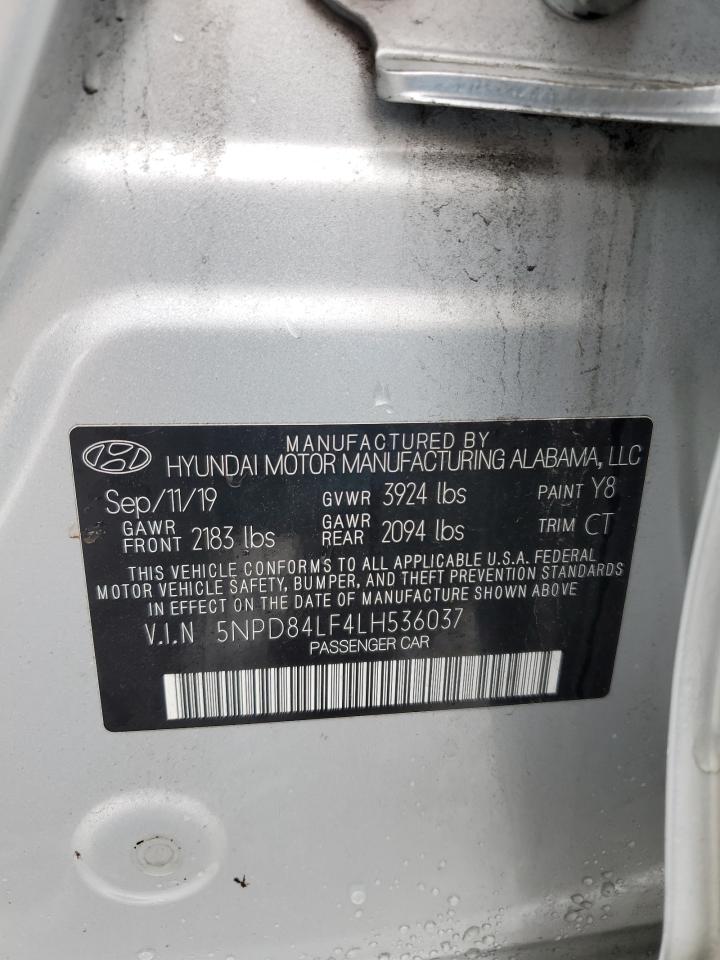 MANUFACTURED BY
HYUNDAI MOTOR MANUFACTURING ALABAMA, LLC
Sep/11/19 GVWR 3924 lbs PAINT Y8
GAWR FRONT 2183 lbs GAWR REAR 2094 lbs TRIM CT
THIS VEHICLE CONFORMS TO ALL APPLICABLE U.S.A. FEDERAL
MOTOR VEHICLE SAFETY, BUMPER, AND THEFT PREVENTION STANDARDS
IN EFFECT ON THE DATE OF MANUFACTURE SHOWN ABOVE
V.I.N 5NPD84LF4LH536037
PASSENGER CAR